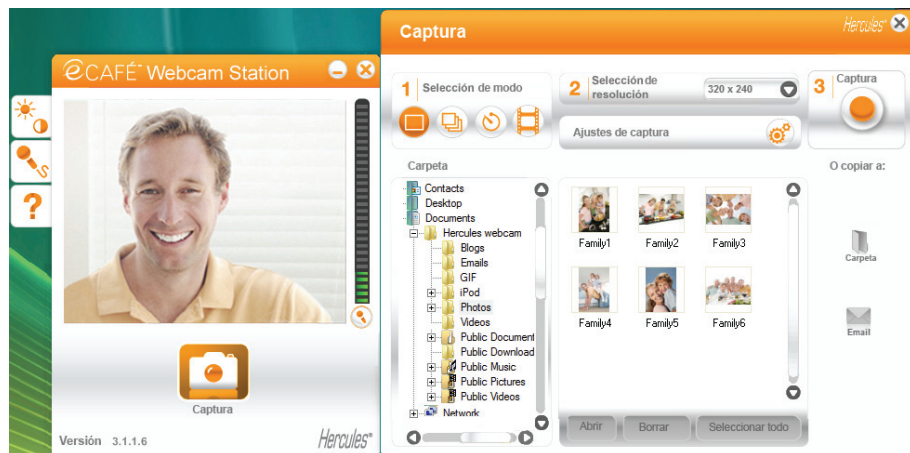 eCAFÉ™ Webcam Station
?
Captura
Versión 3.1.1.6
Hercules®
Captura
Hercules®
1 Selección de modo
2 Selección de
resolución
320 x 240
3 Captura
Ajustes de captura
Carpeta
O copiar a:
Contacts
Desktop
Documents
Hercules webcam
Blogs
Emails
GIF
iPod
Photos
Videos
Public Document
Public Download
Public Music
Public Pictures
Public Videos
Network
Family1 Family2 Family3
Family4 Family5 Family6
Carpeta
Email
Abrir Borrar Seleccionar todo